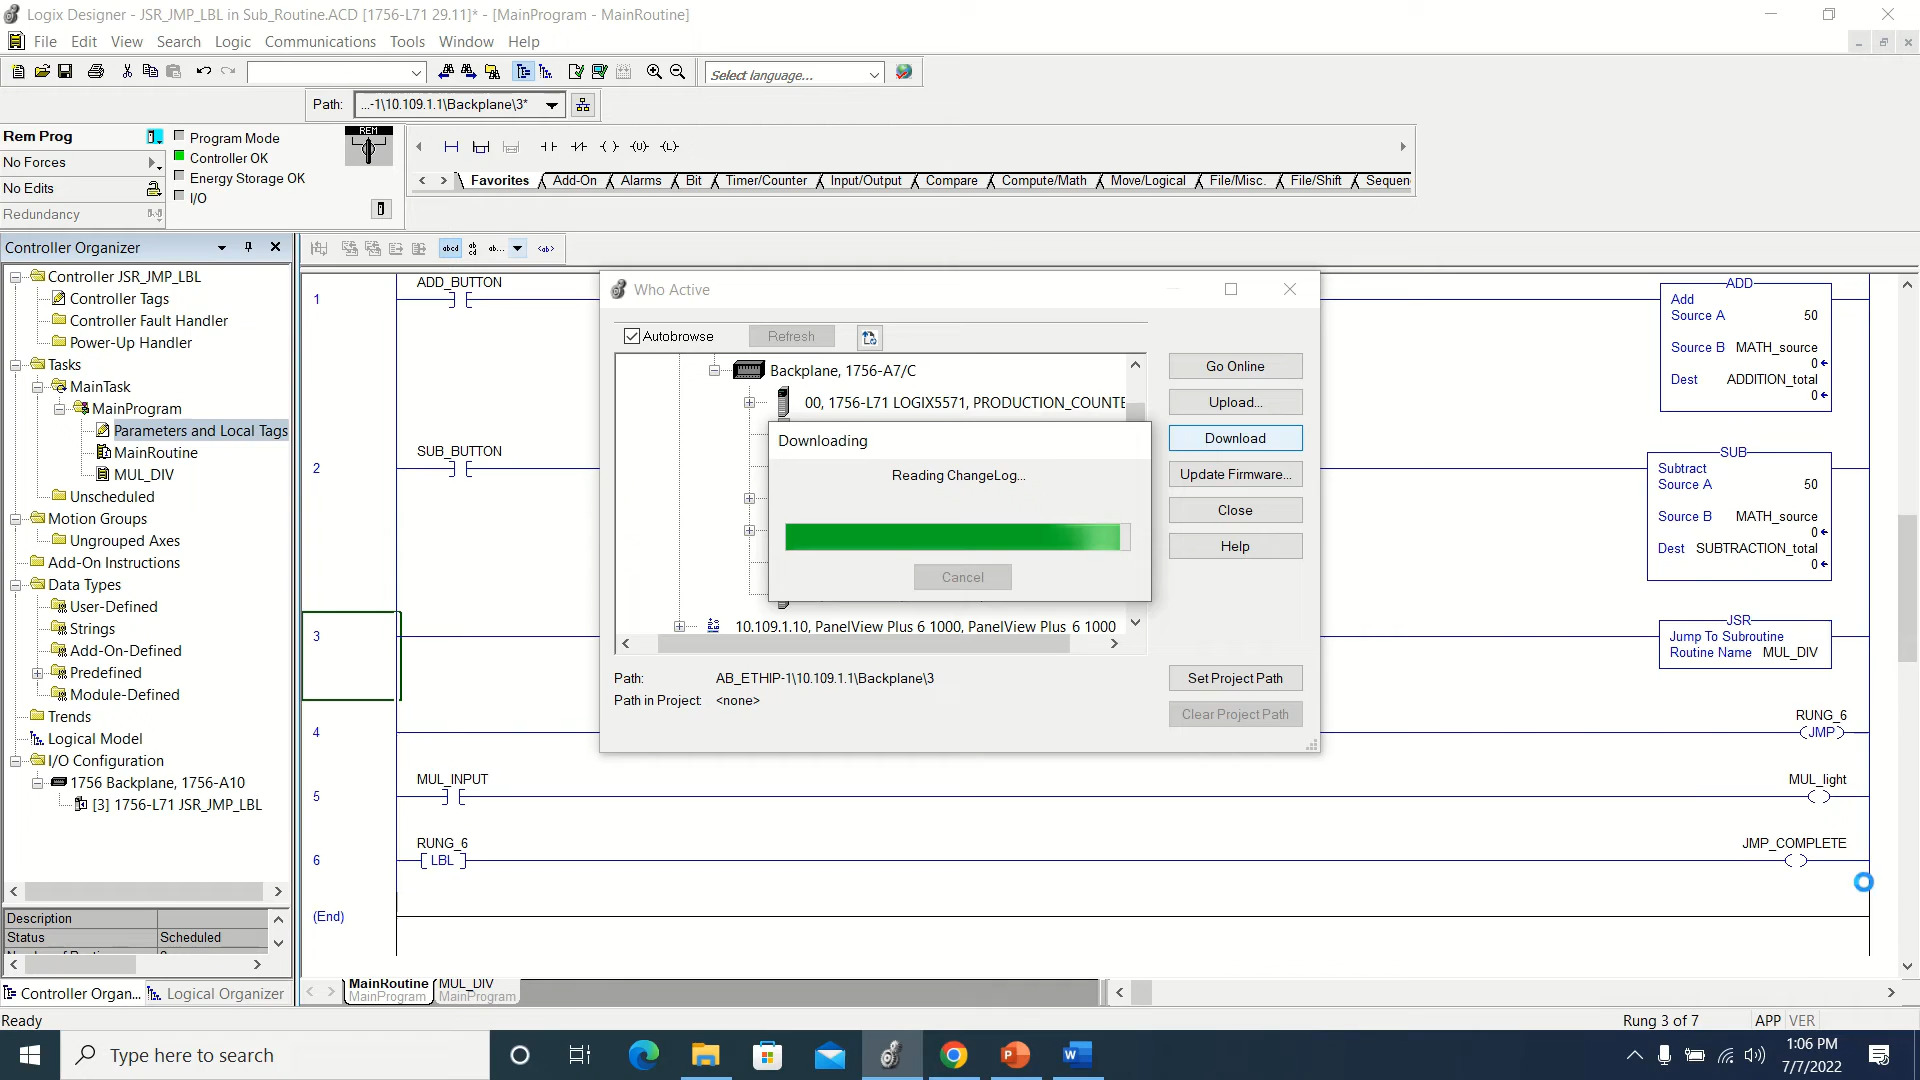 Logix Designer - JSR_JMP_LBL in Sub_Routine.ACD [1756-L71 29.11]* - [MainProgram - MainRoutine]
File Edit View Search Logic Communications Tools Window Help
Select language...
Path: ...-1\10.109.1.1\Backplane\3*
Rem Prog
No Forces
No Edits
Redundancy
Program Mode
Controller OK
Energy Storage OK
I/O
REM
Favorites Add-On Alarms Bit Timer/Counter Input/Output Compare Compute/Math Move/Logical File/Misc. File/Shift Sequen
Controller Organizer
Controller JSR_JMP_LBL
Controller Tags
Controller Fault Handler
Power-Up Handler
Tasks
MainTask
MainProgram
Parameters and Local Tags
MainRoutine
MUL_DIV
Unscheduled
Motion Groups
Ungrouped Axes
Add-On Instructions
Data Types
User-Defined
Strings
Add-On-Defined
Predefined
Module-Defined
Trends
Logical Model
I/O Configuration
1756 Backplane, 1756-A10
[3] 1756-L71 JSR_JMP_LBL
Description
Status Scheduled
Controller Organ... Logical Organizer
1
ADD_BUTTON
ADD
Add
Source A 50
Source B MATH_source
0
Dest ADDITION_total
0
2
SUB_BUTTON
SUB
Subtract
Source A 50
Source B MATH_source
0
Dest SUBTRACTION_total
0
3
JSR
Jump To Subroutine
Routine Name MUL_DIV
4
RUNG_6
JMP
5
MUL_INPUT
MUL_light
6
RUNG_6
LBL
JMP_COMPLETE
(End)
Who Active
Autobrowse Refresh
Backplane, 1756-A7/C
00, 1756-L71 LOGIX5571, PRODUCTION_COUNTE
10.109.1.10, PanelView Plus 6 1000, PanelView Plus 6 1000
Path: AB_ETHIP-1\10.109.1.1\Backplane\3
Path in Project: <none>
Go Online
Upload...
Download
Update Firmware...
Close
Help
Set Project Path
Clear Project Path
Downloading
Reading ChangeLog...
Cancel
MainRoutine
MainProgram
MUL_DIV
MainProgram
Ready
Rung 3 of 7 APP VER
Type here to search
1:06 PM
7/7/2022